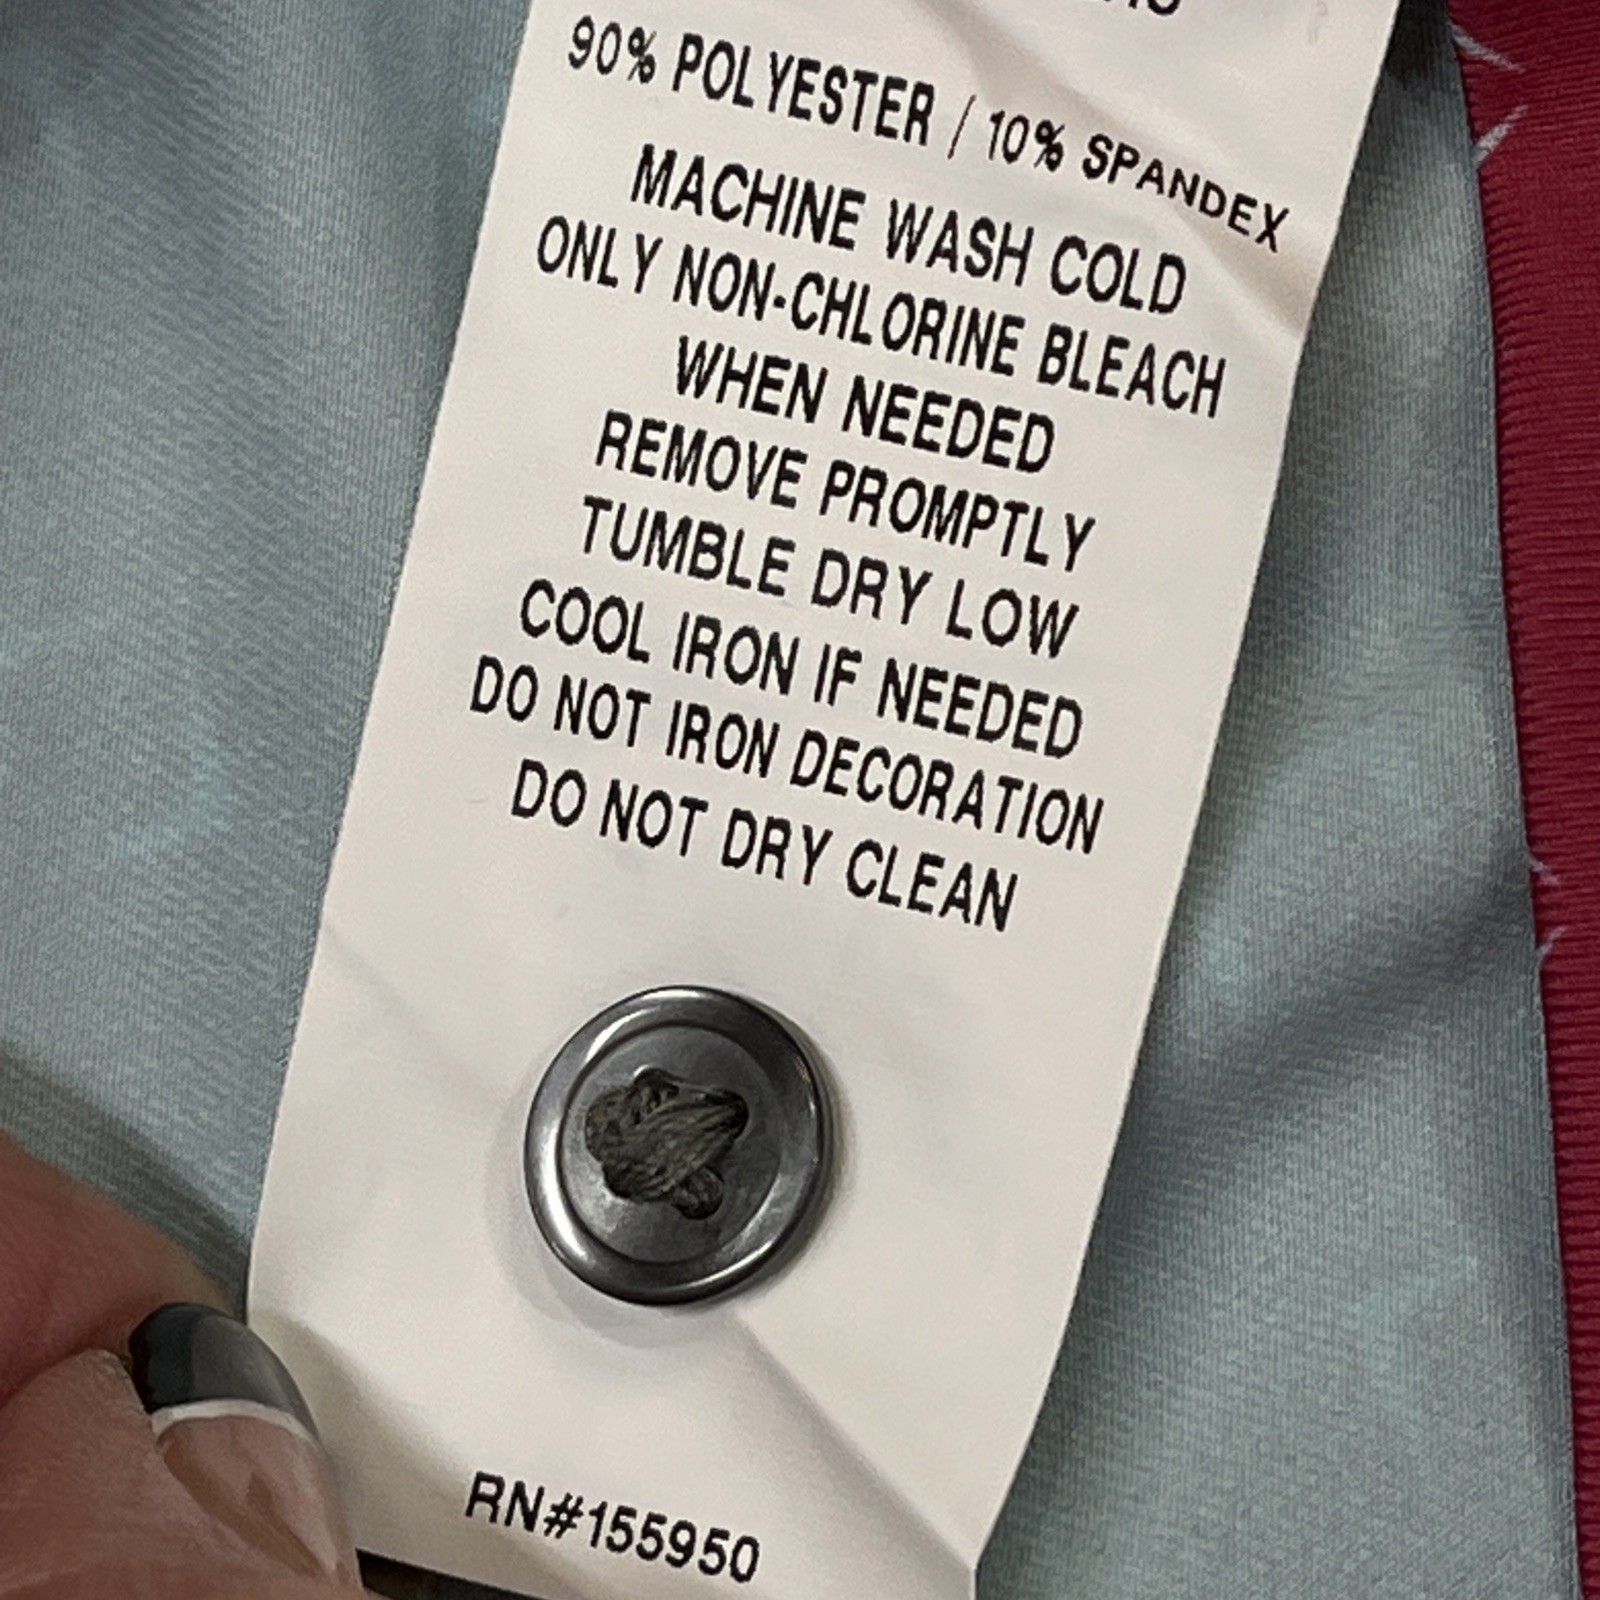 90% POLYESTER / 10% SPANDEX
MACHINE WASH COLD
ONLY NON-CHLORINE BLEACH
WHEN NEEDED
REMOVE PROMPTLY
TUMBLE DRY LOW
COOL IRON IF NEEDED
DO NOT IRON DECORATION
DO NOT DRY CLEAN
RN#155950